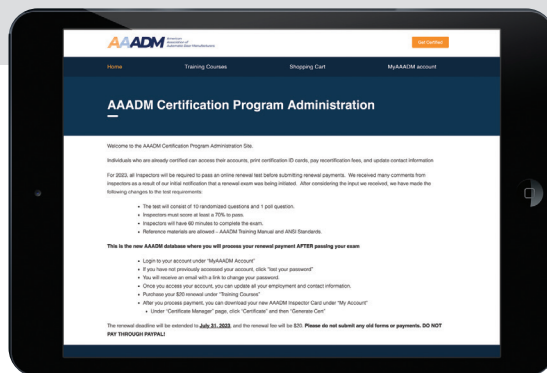 AAADM
American
Association of
Automatic Door Manufacturers
Get Certified
Home Training Courses Shopping Cart MyAAADM account
AAADM Certification Program Administration
Welcome to the AAADM Certification Program Administration Site.
Individuals who are already certified can access their accounts, print certification ID cards, pay recertification fees, and update contact information
For 2023, all Inspectors will be required to pass an online renewal test before submitting renewal payments. We received many comments from
inspectors as a result of our initial notification that a renewal exam was being initiated. After considering the input we received, we have made the
following changes to the test requirements:
• The test will consist of 10 randomized questions and 1 poll question.
• Inspectors must score at least a 70% to pass.
• Inspectors will have 60 minutes to complete the exam.
• Reference materials are allowed – AAADM Training Manual and ANSI Standards.
This is the new AAADM database where you will process your renewal payment AFTER passing your exam
• Login to your account under "MyAAADM Account"
• If you have not previously accessed your account, click "lost your password"
• You will receive an email with a link to change your password.
• Once you access your account, you can update all your employment and contact information.
• Purchase your $20 renewal under "Training Courses"
• After you process payment, you can download your new AAADM Inspector Card under "My Account"
• Under "Certificate Manager" page, click "Certificate" and then "Generate Cert"
The renewal deadline will be extended to July 31, 2023, and the renewal fee will be $20. Please do not submit any old forms or payments. DO NOT
PAY THROUGH PAYPAL!